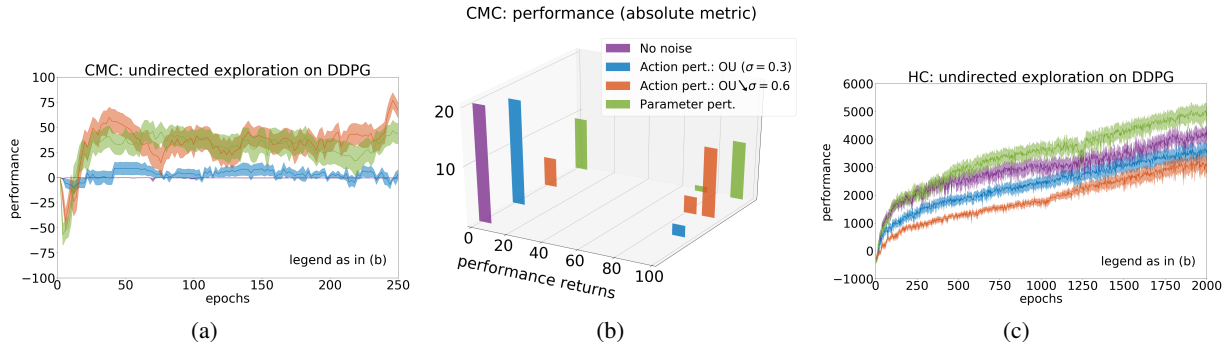 CMC: undirected exploration on DDPG
100
75
50
25
0
−25
−50
−75
−100
performance
0 50 100 150 200 250
epochs
legend as in (b)
(a)
CMC: performance (absolute metric)
No noise
Action pert.: OU (σ = 0.3)
Action pert.: OU ↘ σ = 0.6
Parameter pert.
20
10
0 20 40 60 80 100
performance returns
(b)
HC: undirected exploration on DDPG
6000
5000
4000
3000
2000
1000
0
−1000
performance
0 250 500 750 1000 1250 1500 1750 2000
epochs
legend as in (b)
(c)